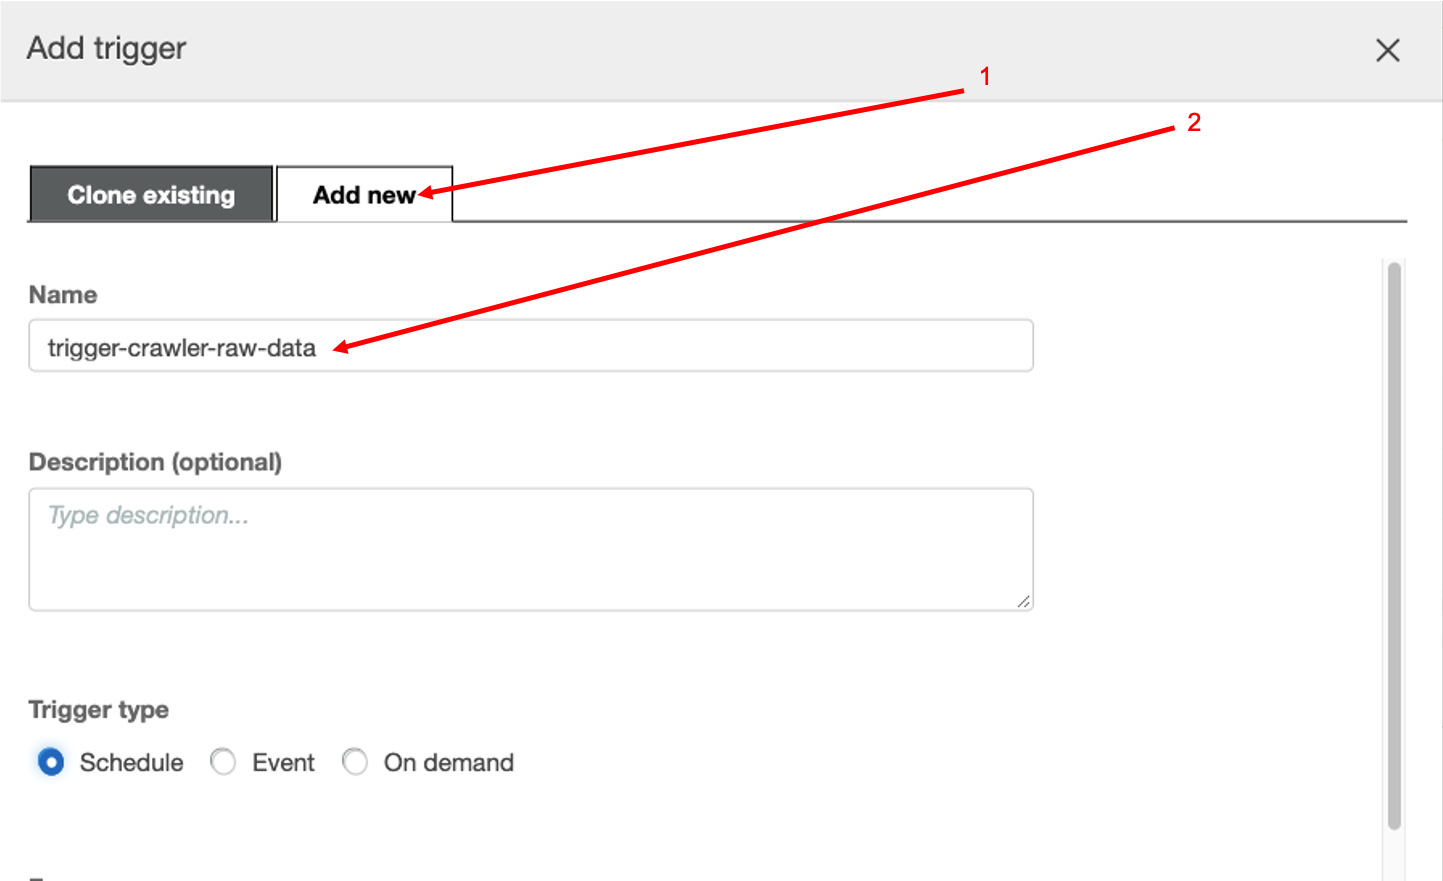 Add trigger
1
2
Clone existing Add new
Name
trigger-crawler-raw-data
Description (optional)
Type description...
Trigger type
Schedule Event On demand